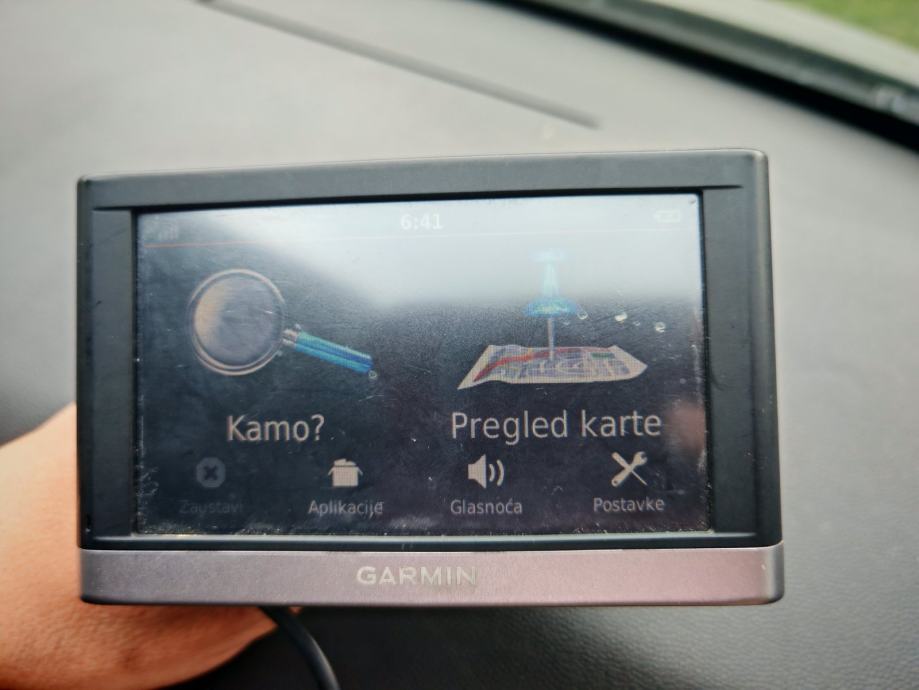 6:41
Kamo?
Pregled karte
Zaustavi
Aplikacije
Glasnoća
Postavke
GARMIN